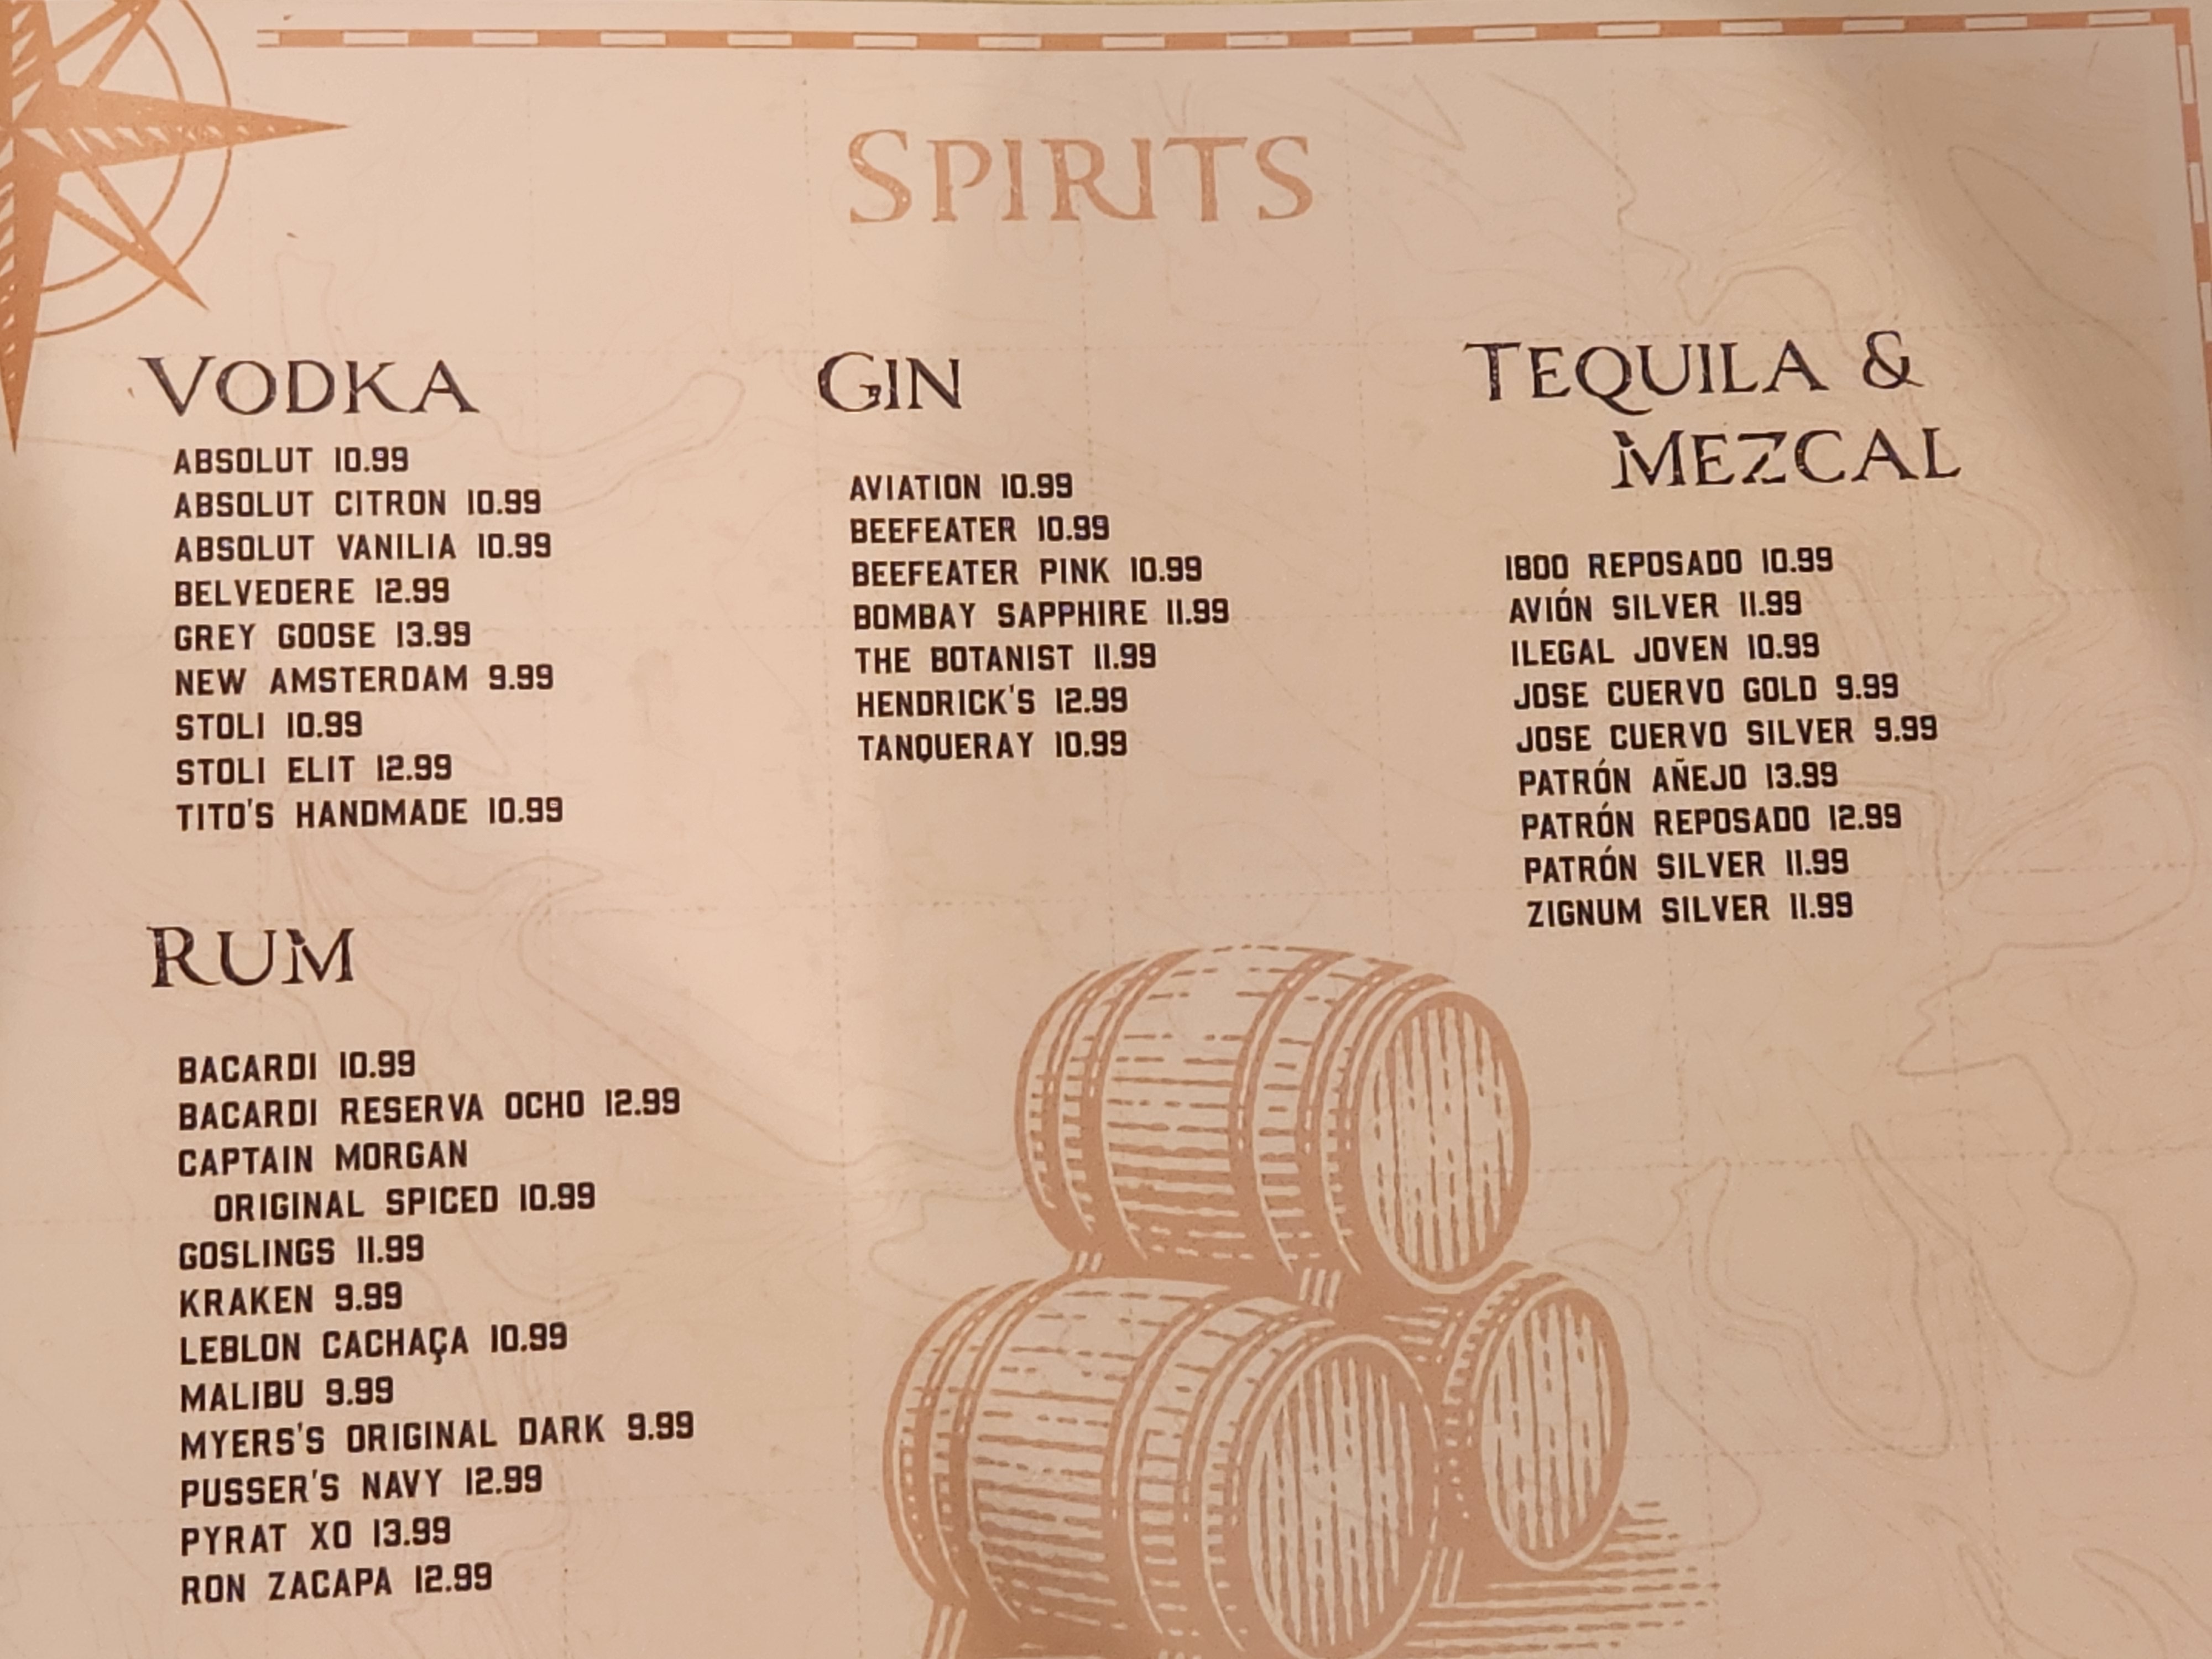 SPIRITS
VODKA
ABSOLUT 10.99
ABSOLUT CITRON 10.99
ABSOLUT VANILIA 10.99
BELVEDERE 12.99
GREY GOOSE 13.99
NEW AMSTERDAM 9.99
STOLI 10.99
STOLI ELIT 12.99
TITO'S HANDMADE 10.99
RUM
BACARDI 10.99
BACARDI RESERVA OCHO 12.99
CAPTAIN MORGAN
ORIGINAL SPICED 10.99
GOSLINGS 11.99
KRAKEN 9.99
LEBLON CACHAÇA 10.99
MALIBU 9.99
MYERS'S ORIGINAL DARK 9.99
PUSSER'S NAVY 12.99
PYRAT XO 13.99
RON ZACAPA 12.99
GIN
AVIATION 10.99
BEEFEATER 10.99
BEEFEATER PINK 10.99
BOMBAY SAPPHIRE 11.99
THE BOTANIST 11.99
HENDRICK'S 12.99
TANQUERAY 10.99
TEQUILA &
MEZCAL
1800 REPOSADO 10.99
AVIÓN SILVER 11.99
ILEGAL JOVEN 10.99
JOSE CUERVO GOLD 9.99
JOSE CUERVO SILVER 9.99
PATRÓN AÑEJO 13.99
PATRÓN REPOSADO 12.99
PATRÓN SILVER 11.99
ZIGNUM SILVER 11.99